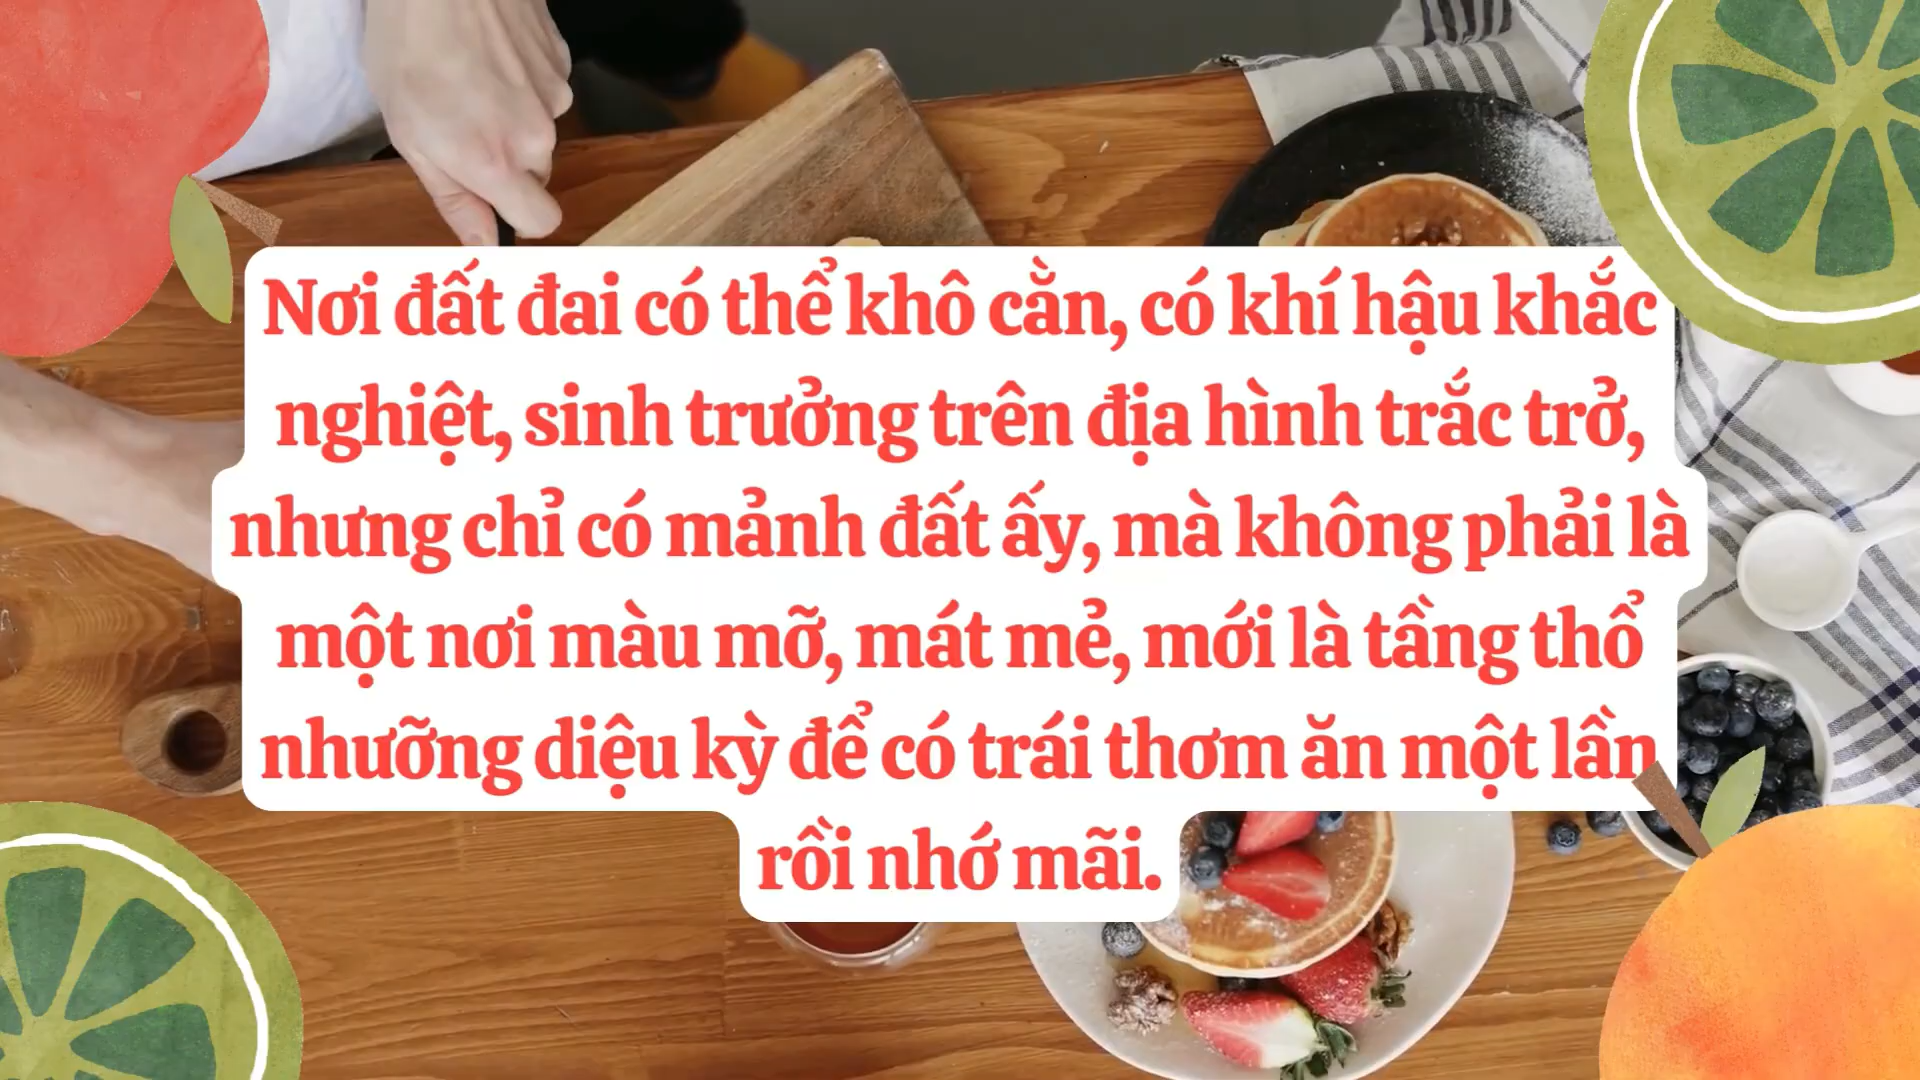 Nơi đất đai có thể khô cằn, có khí hậu khắc
nghiệt, sinh trưởng trên địa hình trắc trở,
nhưng chỉ có mảnh đất ấy, mà không phải là
một nơi màu mỡ, mát mẻ, mới là tầng thổ
nhưỡng diệu kỳ để có trái thơm ăn một lần
rồi nhớ mãi.